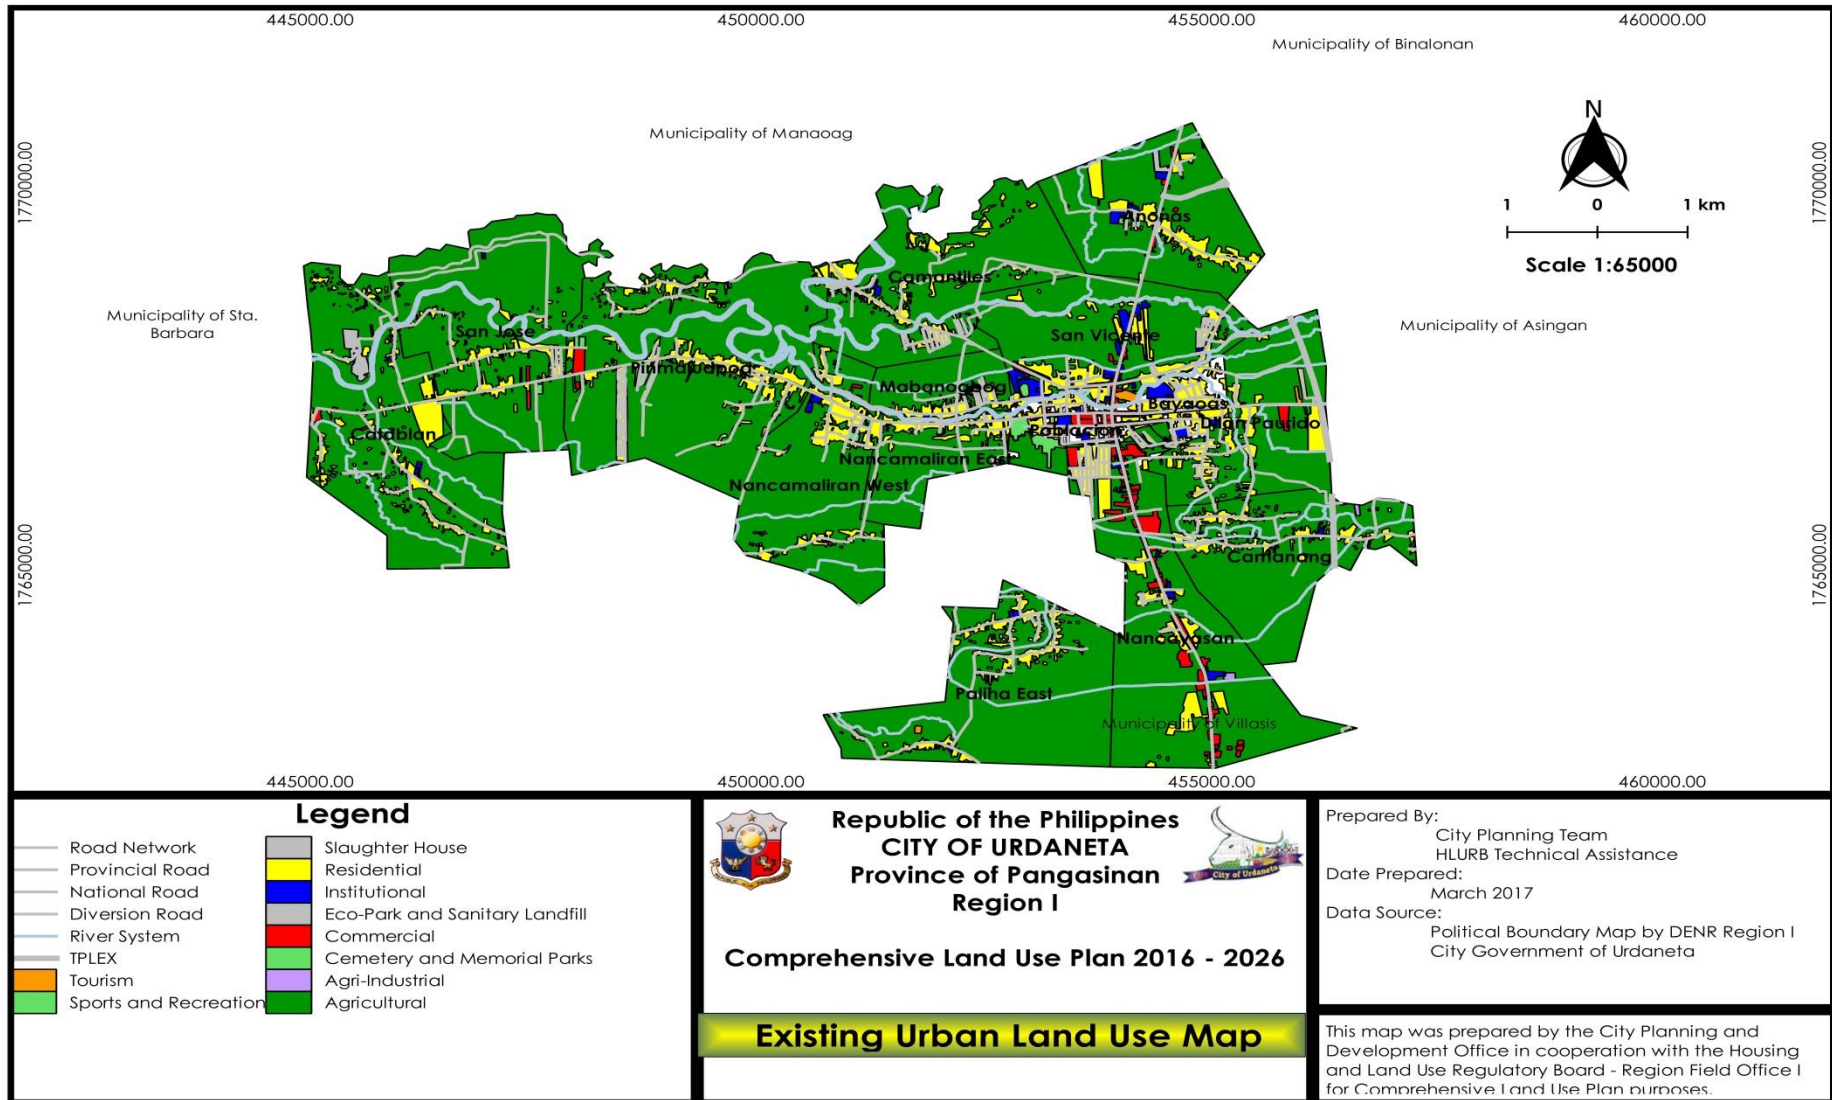 445000.00
450000.00
455000.00
460000.00
Municipality of Binalonan
Municipality of Manaoag
N
1770000.00
1770000.00
1 0 1 km
Scale 1:65000
Anonas
Camantiles
Municipality of Sta.
Barbara
San Jose
San Vicente
Municipality of Asingan
Pinmaludpod
Mabanogbog
Bayaoas
Catablan
Poblacion
Dilan Paurido
Nancamaliran East
Nancamaliran West
1765000.00
1765000.00
Camanang
Nancayasan
Palina East
Municipality of Villasis
445000.00
450000.00
455000.00
460000.00
Legend
Road Network
Provincial Road
National Road
Diversion Road
River System
TPLEX
Tourism
Sports and Recreation
Slaughter House
Residential
Institutional
Eco-Park and Sanitary Landfill
Commercial
Cemetery and Memorial Parks
Agri-Industrial
Agricultural
Republic of the Philippines
CITY OF URDANETA
Province of Pangasinan
Region I
City of Urdaneta
Comprehensive Land Use Plan 2016 - 2026
Existing Urban Land Use Map
Prepared By:
City Planning Team
HLURB Technical Assistance
Date Prepared:
March 2017
Data Source:
Political Boundary Map by DENR Region I
City Government of Urdaneta
This map was prepared by the City Planning and
Development Office in cooperation with the Housing
and Land Use Regulatory Board - Region Field Office I
for Comprehensive Land Use Plan purposes.